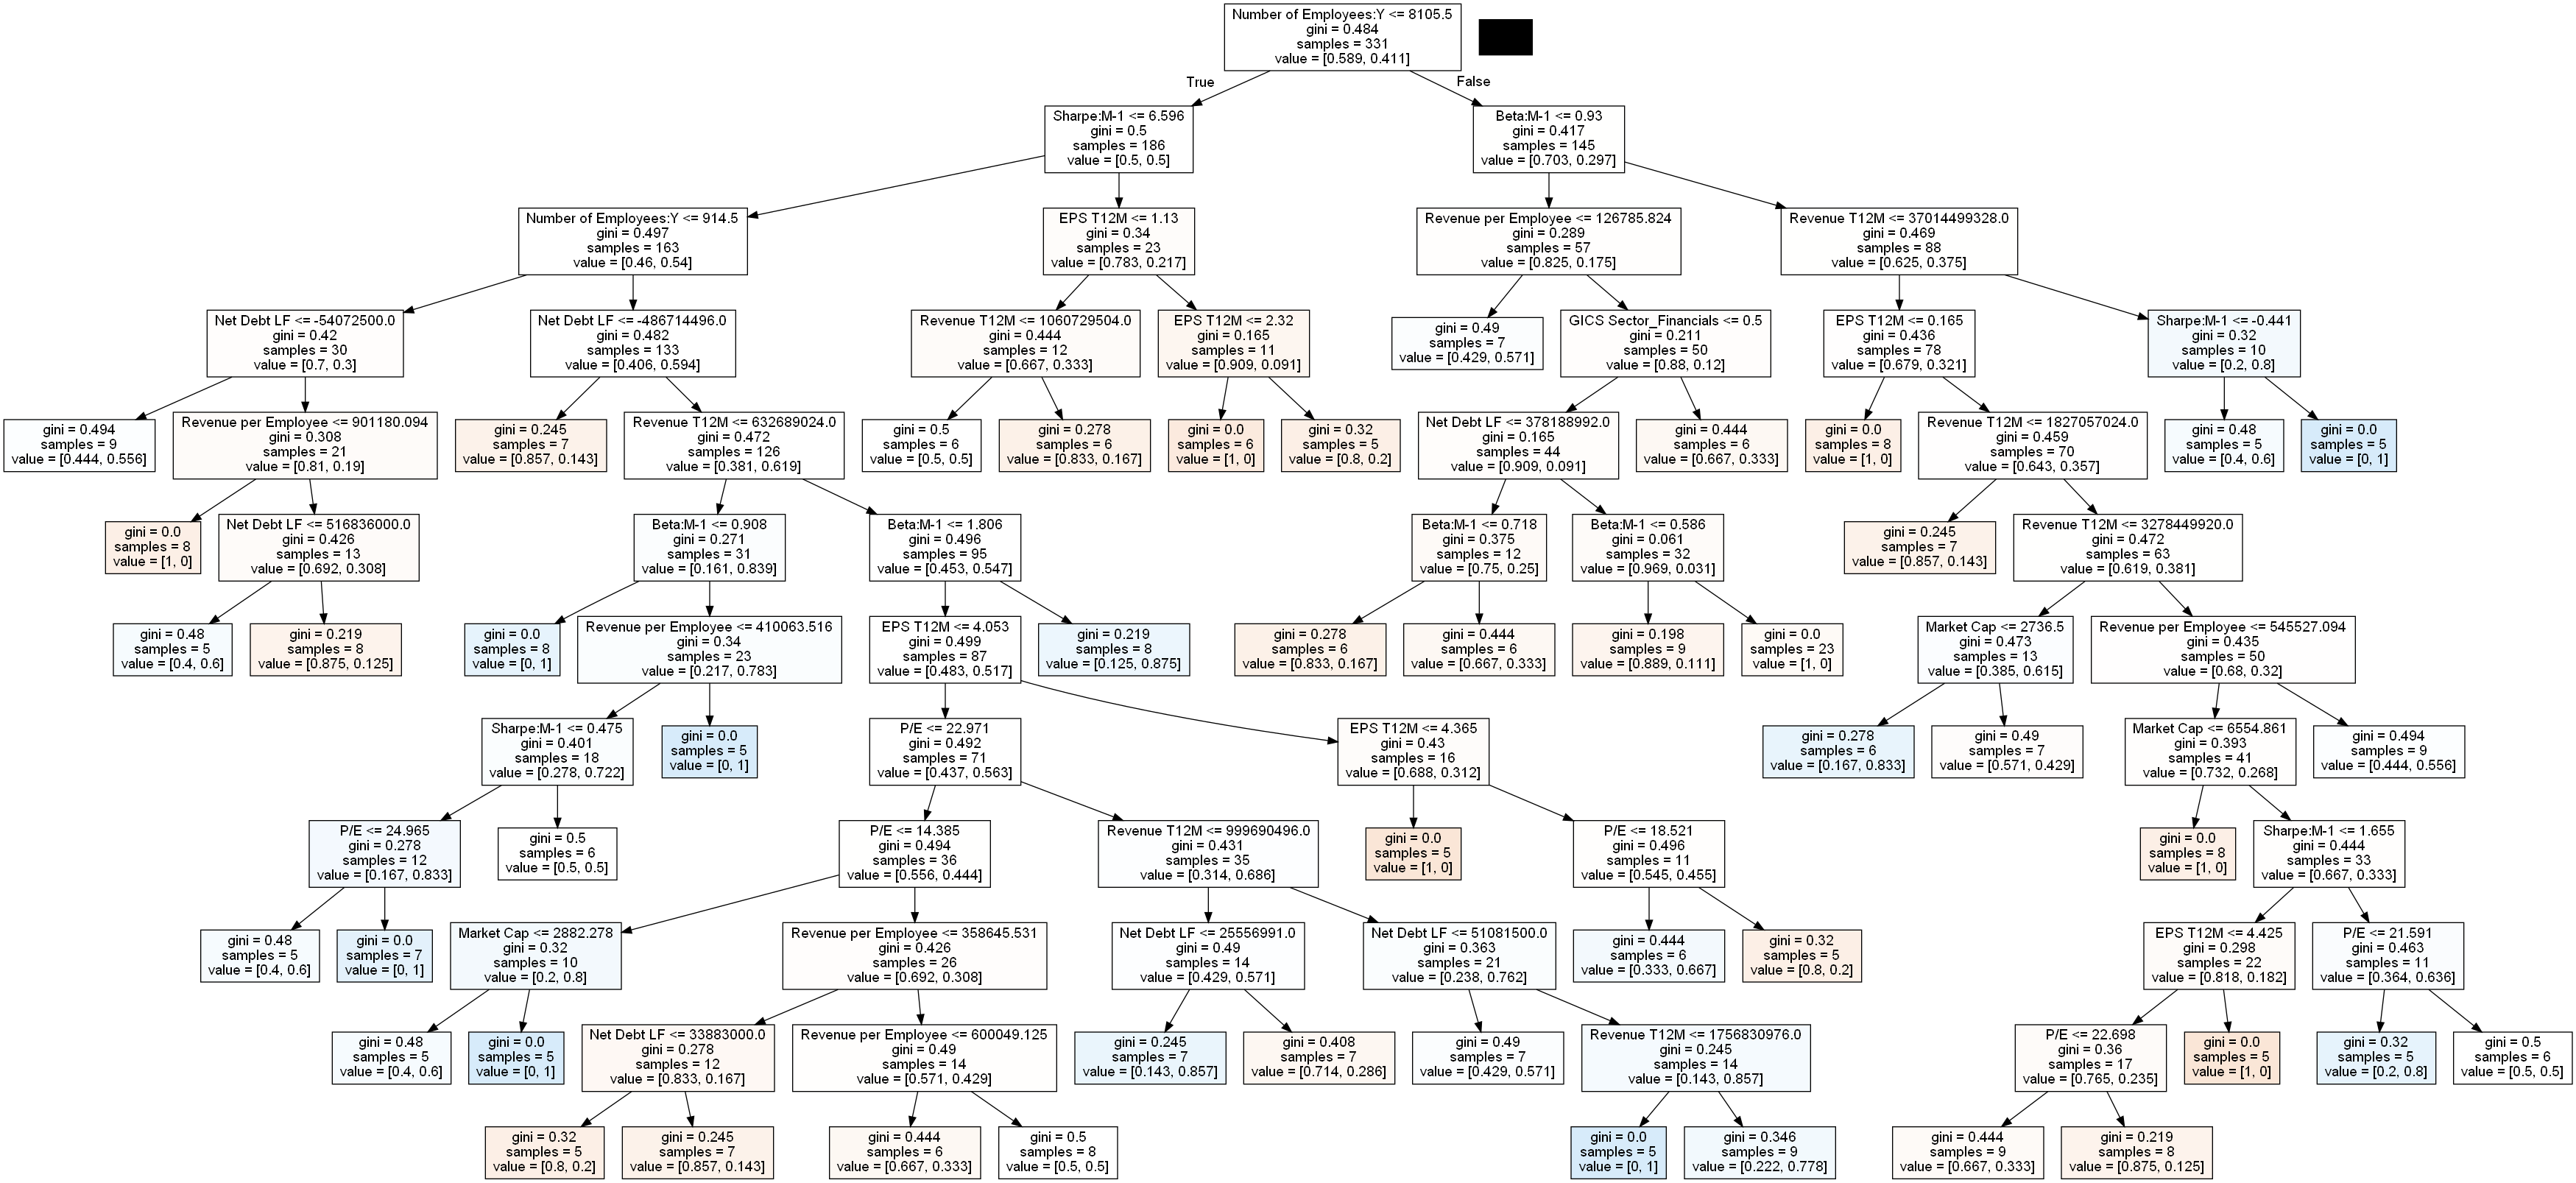 Number of Employees:Y <= 8105.5
gini = 0.484
samples = 331
value = [0.589, 0.411]
True
False
Sharpe:M-1 <= 6.596
gini = 0.5
samples = 186
value = [0.5, 0.5]
Beta:M-1 <= 0.93
gini = 0.417
samples = 145
value = [0.703, 0.297]
Number of Employees:Y <= 914.5
gini = 0.497
samples = 163
value = [0.46, 0.54]
EPS T12M <= 1.13
gini = 0.34
samples = 23
value = [0.783, 0.217]
Revenue per Employee <= 126785.824
gini = 0.289
samples = 57
value = [0.825, 0.175]
Revenue T12M <= 37014499328.0
gini = 0.469
samples = 88
value = [0.625, 0.375]
Net Debt LF <= -54072500.0
gini = 0.42
samples = 30
value = [0.7, 0.3]
Net Debt LF <= -486714496.0
gini = 0.482
samples = 133
value = [0.406, 0.594]
Revenue T12M <= 1060729504.0
gini = 0.444
samples = 12
value = [0.667, 0.333]
EPS T12M <= 2.32
gini = 0.165
samples = 11
value = [0.909, 0.091]
gini = 0.49
samples = 7
value = [0.429, 0.571]
GICS Sector_Financials <= 0.5
gini = 0.211
samples = 50
value = [0.88, 0.12]
EPS T12M <= 0.165
gini = 0.436
samples = 78
value = [0.679, 0.321]
Sharpe:M-1 <= -0.441
gini = 0.32
samples = 10
value = [0.2, 0.8]
gini = 0.494
samples = 9
value = [0.444, 0.556]
Revenue per Employee <= 901180.094
gini = 0.308
samples = 21
value = [0.81, 0.19]
gini = 0.245
samples = 7
value = [0.857, 0.143]
Revenue T12M <= 632689024.0
gini = 0.472
samples = 126
value = [0.381, 0.619]
gini = 0.5
samples = 6
value = [0.5, 0.5]
gini = 0.278
samples = 6
value = [0.833, 0.167]
gini = 0.0
samples = 6
value = [1, 0]
gini = 0.32
samples = 5
value = [0.8, 0.2]
Net Debt LF <= 378188992.0
gini = 0.165
samples = 44
value = [0.909, 0.091]
gini = 0.444
samples = 6
value = [0.667, 0.333]
gini = 0.0
samples = 8
value = [1, 0]
Revenue T12M <= 1827057024.0
gini = 0.459
samples = 70
value = [0.643, 0.357]
gini = 0.48
samples = 5
value = [0.4, 0.6]
gini = 0.0
samples = 5
value = [0, 1]
gini = 0.0
samples = 8
value = [1, 0]
Net Debt LF <= 516836000.0
gini = 0.426
samples = 13
value = [0.692, 0.308]
Beta:M-1 <= 0.908
gini = 0.271
samples = 31
value = [0.161, 0.839]
Beta:M-1 <= 1.806
gini = 0.496
samples = 95
value = [0.453, 0.547]
Beta:M-1 <= 0.718
gini = 0.375
samples = 12
value = [0.75, 0.25]
Beta:M-1 <= 0.586
gini = 0.061
samples = 32
value = [0.969, 0.031]
gini = 0.245
samples = 7
value = [0.857, 0.143]
Revenue T12M <= 3278449920.0
gini = 0.472
samples = 63
value = [0.619, 0.381]
gini = 0.48
samples = 5
value = [0.4, 0.6]
gini = 0.219
samples = 8
value = [0.875, 0.125]
gini = 0.0
samples = 8
value = [0, 1]
Revenue per Employee <= 410063.516
gini = 0.34
samples = 23
value = [0.217, 0.783]
EPS T12M <= 4.053
gini = 0.499
samples = 87
value = [0.483, 0.517]
gini = 0.219
samples = 8
value = [0.125, 0.875]
gini = 0.278
samples = 6
value = [0.833, 0.167]
gini = 0.444
samples = 6
value = [0.667, 0.333]
gini = 0.198
samples = 9
value = [0.889, 0.111]
gini = 0.0
samples = 23
value = [1, 0]
Market Cap <= 2736.5
gini = 0.473
samples = 13
value = [0.385, 0.615]
Revenue per Employee <= 545527.094
gini = 0.435
samples = 50
value = [0.68, 0.32]
Sharpe:M-1 <= 0.475
gini = 0.401
samples = 18
value = [0.278, 0.722]
gini = 0.0
samples = 5
value = [0, 1]
P/E <= 22.971
gini = 0.492
samples = 71
value = [0.437, 0.563]
EPS T12M <= 4.365
gini = 0.43
samples = 16
value = [0.688, 0.312]
gini = 0.278
samples = 6
value = [0.167, 0.833]
gini = 0.49
samples = 7
value = [0.571, 0.429]
Market Cap <= 6554.861
gini = 0.393
samples = 41
value = [0.732, 0.268]
gini = 0.494
samples = 9
value = [0.444, 0.556]
P/E <= 24.965
gini = 0.278
samples = 12
value = [0.167, 0.833]
gini = 0.5
samples = 6
value = [0.5, 0.5]
P/E <= 14.385
gini = 0.494
samples = 36
value = [0.556, 0.444]
Revenue T12M <= 999690496.0
gini = 0.431
samples = 35
value = [0.314, 0.686]
gini = 0.0
samples = 5
value = [1, 0]
P/E <= 18.521
gini = 0.496
samples = 11
value = [0.545, 0.455]
gini = 0.0
samples = 8
value = [1, 0]
Sharpe:M-1 <= 1.655
gini = 0.444
samples = 33
value = [0.667, 0.333]
gini = 0.48
samples = 5
value = [0.4, 0.6]
gini = 0.0
samples = 7
value = [0, 1]
Market Cap <= 2882.278
gini = 0.32
samples = 10
value = [0.2, 0.8]
Revenue per Employee <= 358645.531
gini = 0.426
samples = 26
value = [0.692, 0.308]
Net Debt LF <= 25556991.0
gini = 0.49
samples = 14
value = [0.429, 0.571]
Net Debt LF <= 51081500.0
gini = 0.363
samples = 21
value = [0.238, 0.762]
gini = 0.444
samples = 6
value = [0.333, 0.667]
gini = 0.32
samples = 5
value = [0.8, 0.2]
EPS T12M <= 4.425
gini = 0.298
samples = 22
value = [0.818, 0.182]
P/E <= 21.591
gini = 0.463
samples = 11
value = [0.364, 0.636]
gini = 0.48
samples = 5
value = [0.4, 0.6]
gini = 0.0
samples = 5
value = [0, 1]
Net Debt LF <= 33883000.0
gini = 0.278
samples = 12
value = [0.833, 0.167]
Revenue per Employee <= 600049.125
gini = 0.49
samples = 14
value = [0.571, 0.429]
gini = 0.245
samples = 7
value = [0.143, 0.857]
gini = 0.408
samples = 7
value = [0.714, 0.286]
gini = 0.49
samples = 7
value = [0.429, 0.571]
Revenue T12M <= 1756830976.0
gini = 0.245
samples = 14
value = [0.143, 0.857]
P/E <= 22.698
gini = 0.36
samples = 17
value = [0.765, 0.235]
gini = 0.0
samples = 5
value = [1, 0]
gini = 0.32
samples = 5
value = [0.2, 0.8]
gini = 0.5
samples = 6
value = [0.5, 0.5]
gini = 0.32
samples = 5
value = [0.8, 0.2]
gini = 0.245
samples = 7
value = [0.857, 0.143]
gini = 0.444
samples = 6
value = [0.667, 0.333]
gini = 0.5
samples = 8
value = [0.5, 0.5]
gini = 0.0
samples = 5
value = [0, 1]
gini = 0.346
samples = 9
value = [0.222, 0.778]
gini = 0.444
samples = 9
value = [0.667, 0.333]
gini = 0.219
samples = 8
value = [0.875, 0.125]